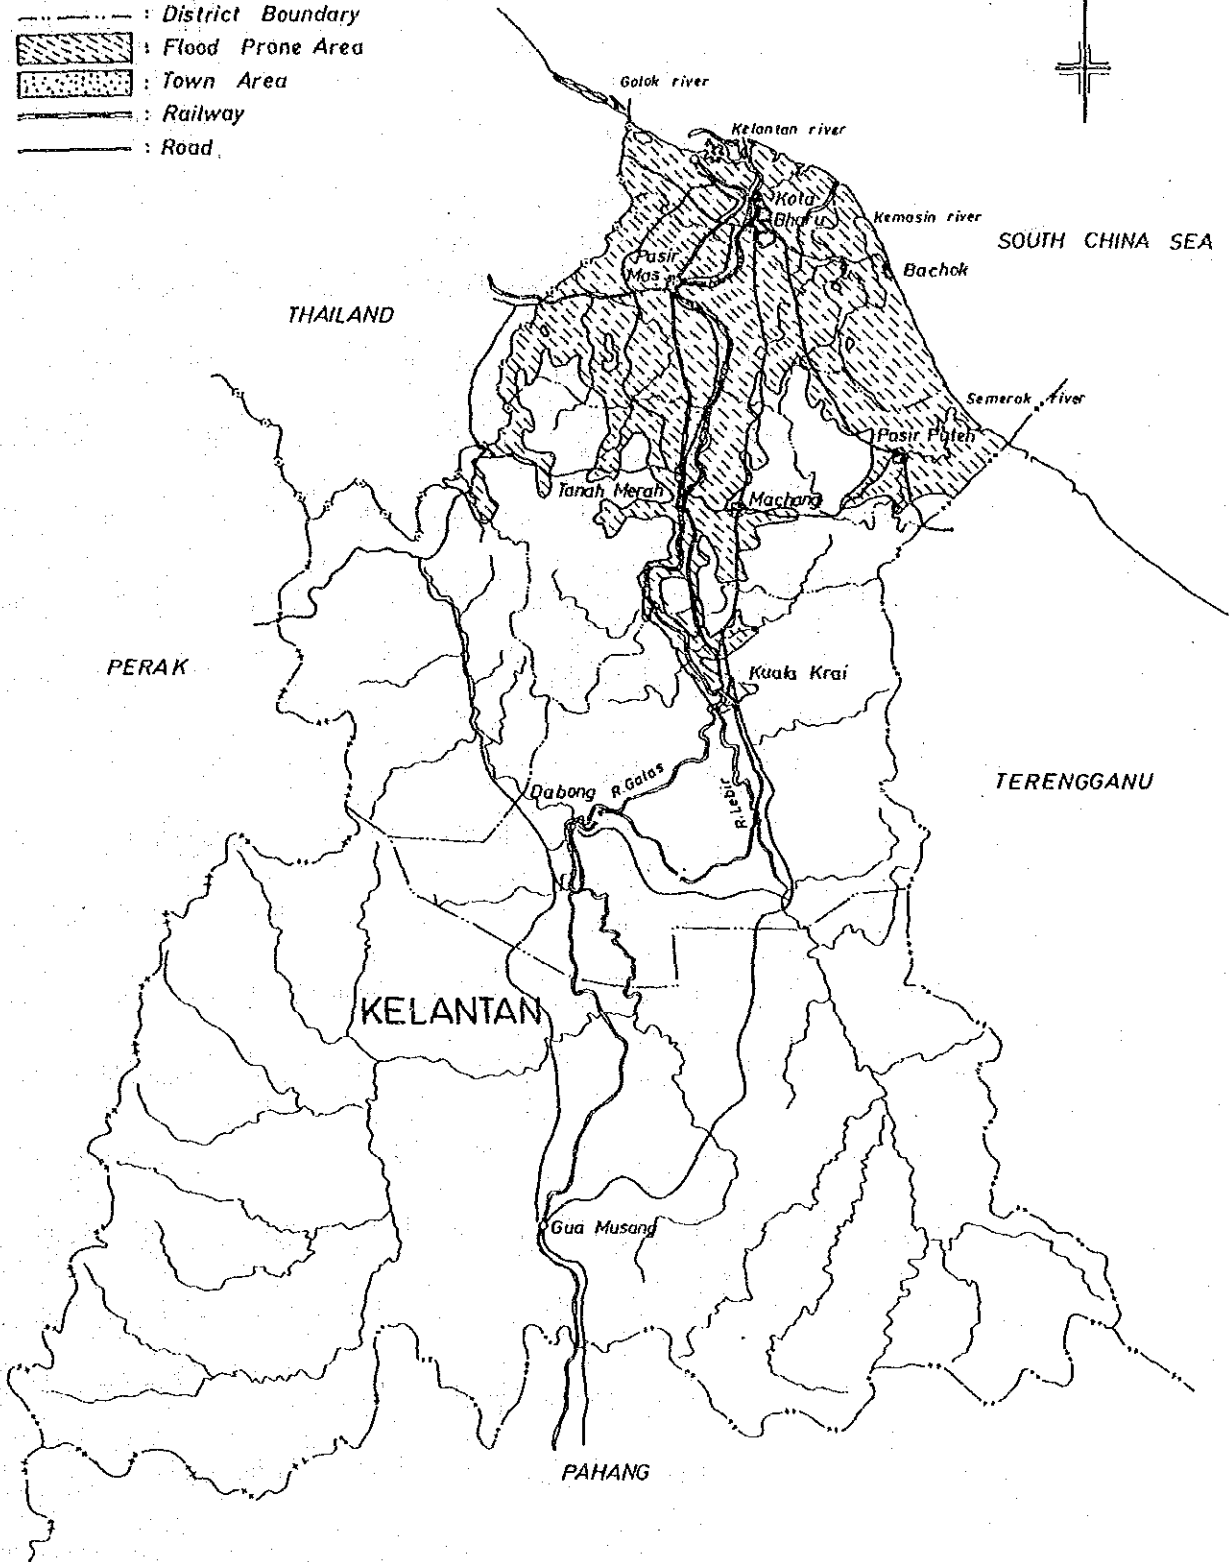 : District Boundary
: Flood Prone Area
: Town Area
: Railway
: Road
Golok river
Kelantan river
Kota
Bharu
Kemasin river
SOUTH CHINA SEA
Pasir
Mas
Bachok
THAILAND
Semerak river
Pasir Puteh
Tanah Merah
Machang
PERAK
Kuala Krai
TERENGGANU
Dabong
R.Galas
R.Lebir
KELANTAN
Gua Musang
PAHANG